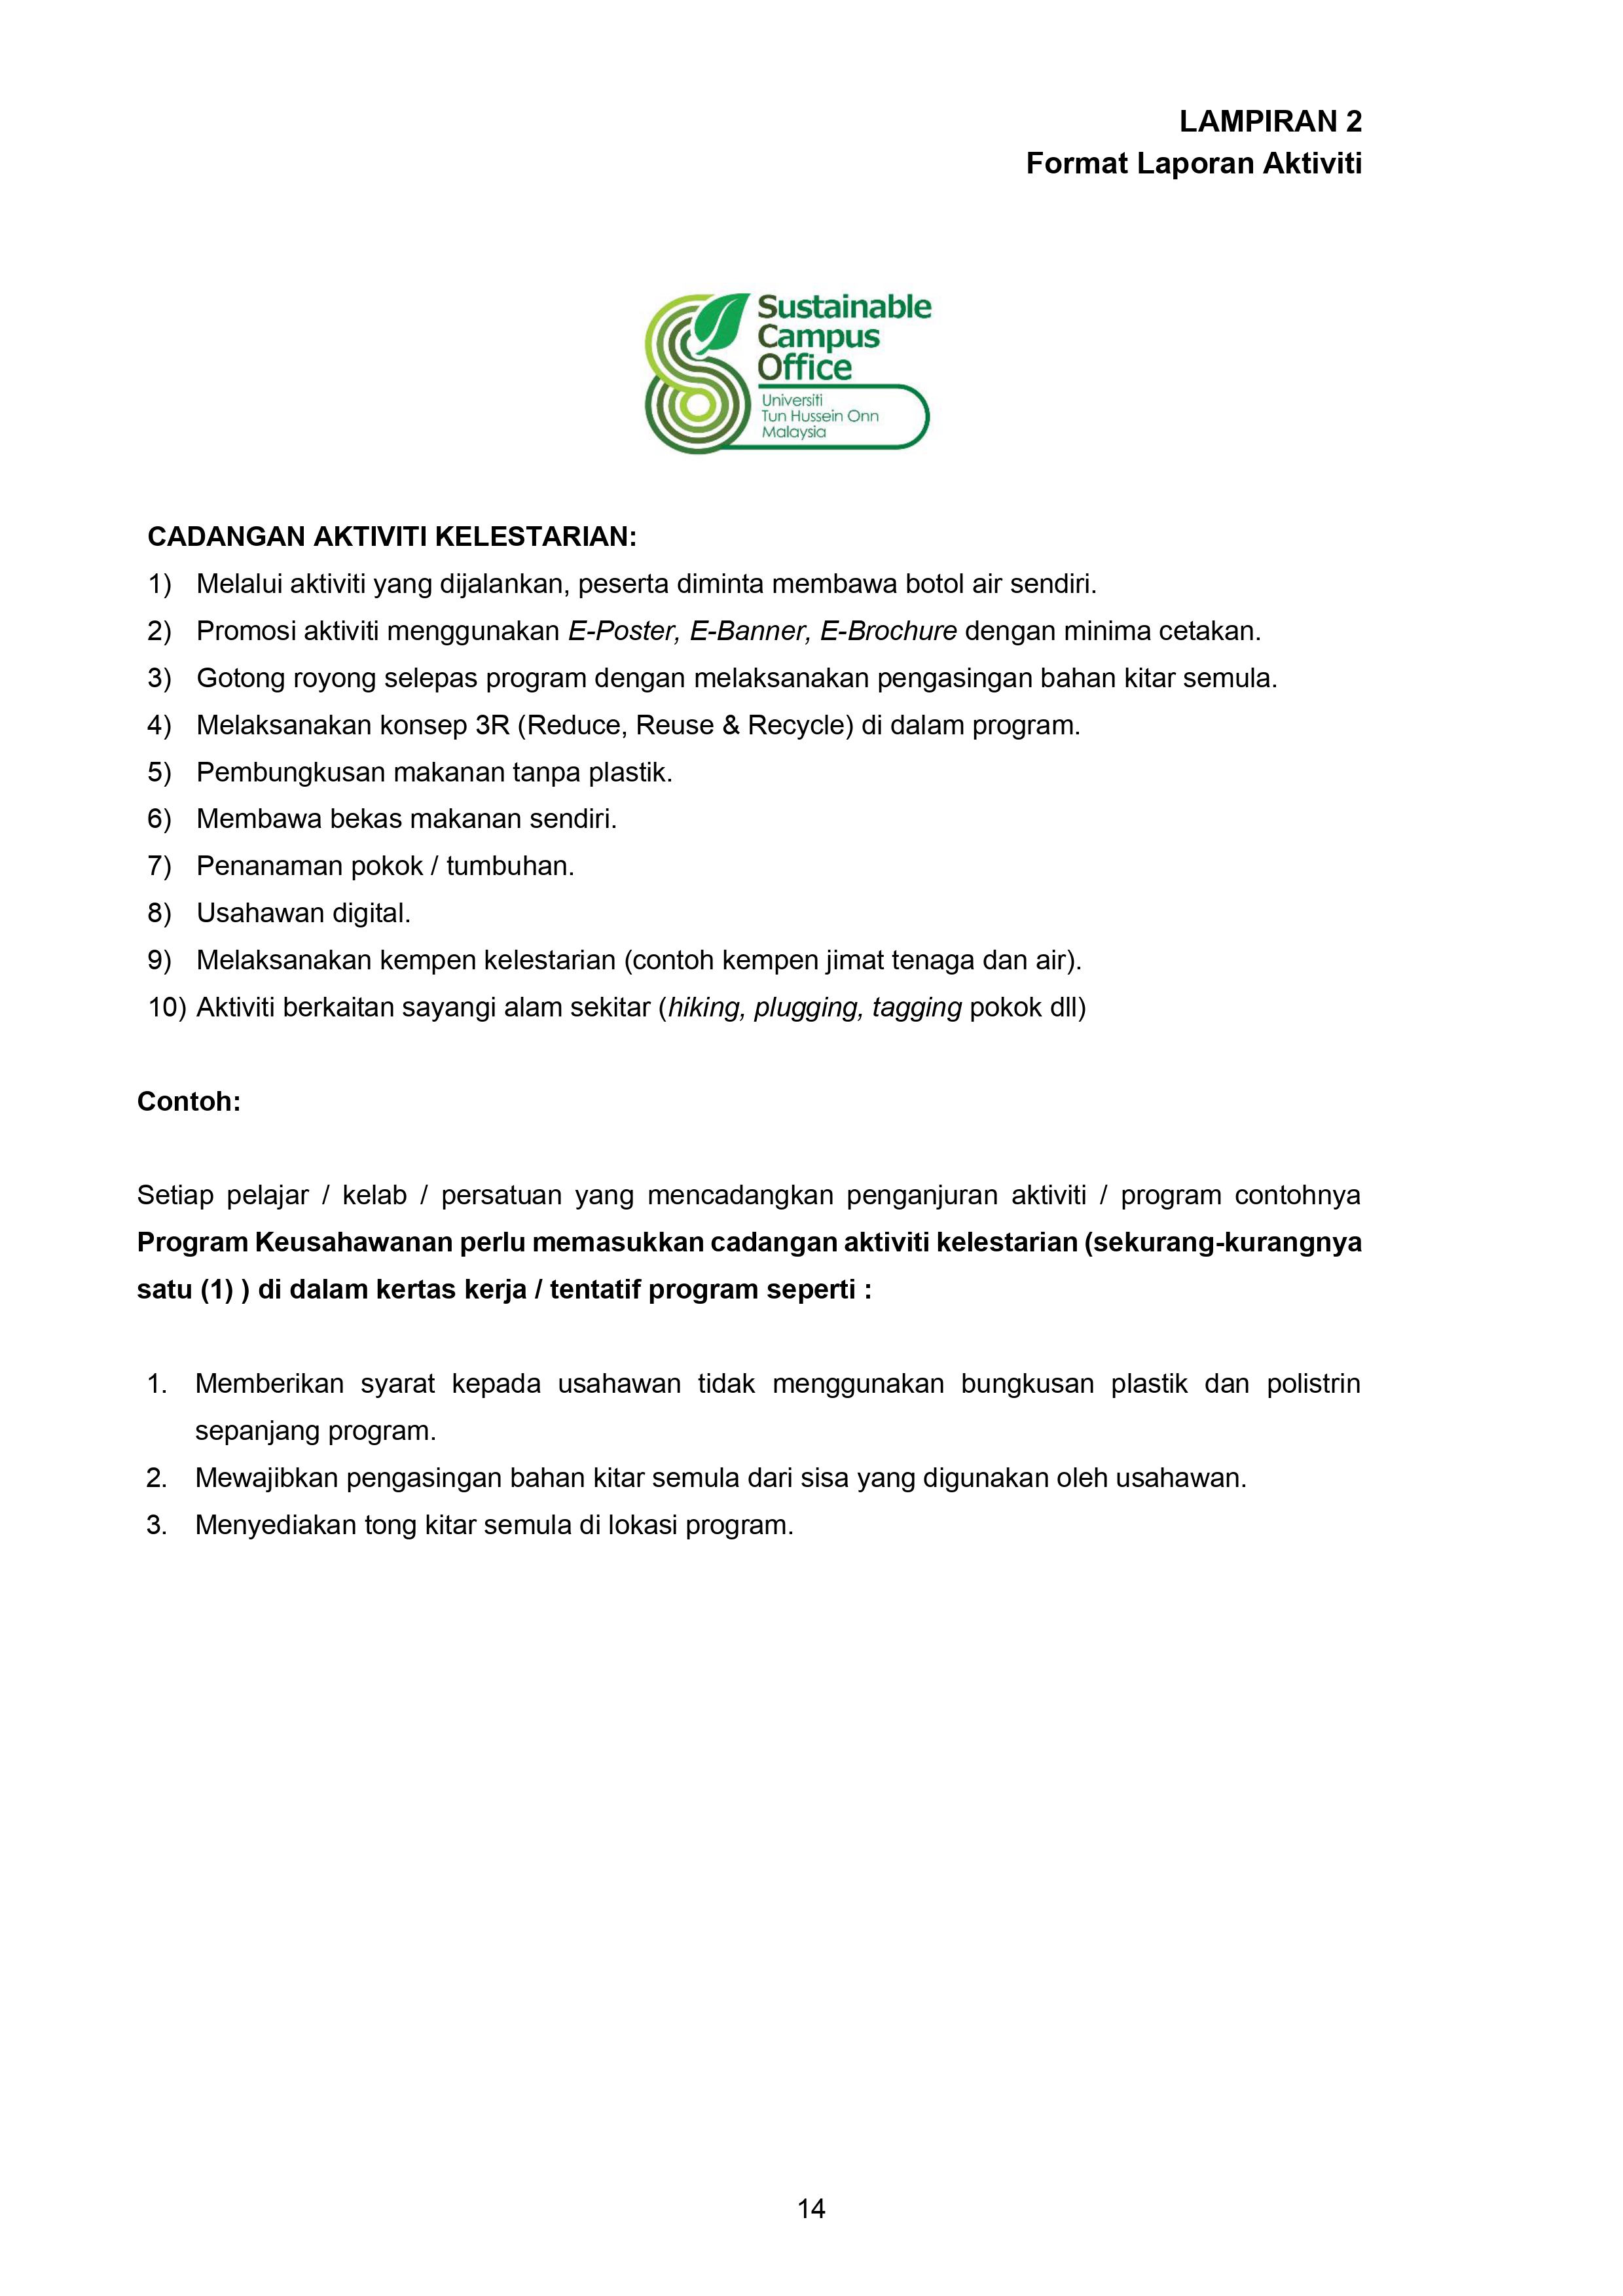 LAMPIRAN 2
Format Laporan Aktiviti
Sustainable
Campus
Office
Universiti
Tun Hussein Onn
Malaysia
CADANGAN AKTIVITI KELESTARIAN:
1) Melalui aktiviti yang dijalankan, peserta diminta membawa botol air sendiri.
2) Promosi aktiviti menggunakan E-Poster, E-Banner, E-Brochure dengan minima cetakan.
3) Gotong royong selepas program dengan melaksanakan pengasingan bahan kitar semula.
4) Melaksanakan konsep 3R (Reduce, Reuse & Recycle) di dalam program.
5) Pembungkusan makanan tanpa plastik.
6) Membawa bekas makanan sendiri.
7) Penanaman pokok / tumbuhan.
8) Usahawan digital.
9) Melaksanakan kempen kelestarian (contoh kempen jimat tenaga dan air).
10) Aktiviti berkaitan sayangi alam sekitar (hiking, plugging, tagging pokok dll)
Contoh:
Setiap pelajar / kelab / persatuan yang mencadangkan penganjuran aktiviti / program contohnya
Program Keusahawanan perlu memasukkan cadangan aktiviti kelestarian (sekurang-kurangnya
satu (1) ) di dalam kertas kerja / tentatif program seperti :
1. Memberikan syarat kepada usahawan tidak menggunakan bungkusan plastik dan polistrin
sepanjang program.
2. Mewajibkan pengasingan bahan kitar semula dari sisa yang digunakan oleh usahawan.
3. Menyediakan tong kitar semula di lokasi program.
14